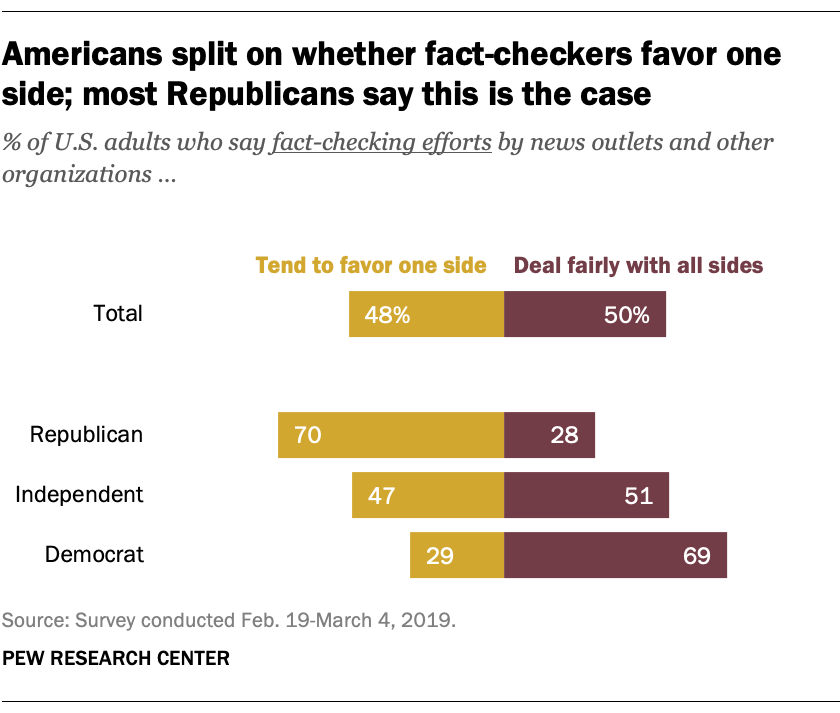 Americans split on whether fact-checkers favor one
side; most Republicans say this is the case
% of U.S. adults who say fact-checking efforts by news outlets and other
organizations ...
Tend to favor one side Deal fairly with all sides
Total 48% 50%
Republican 70 28
Independent 47 51
Democrat 29 69
Source: Survey conducted Feb. 19-March 4, 2019.
PEW RESEARCH CENTER